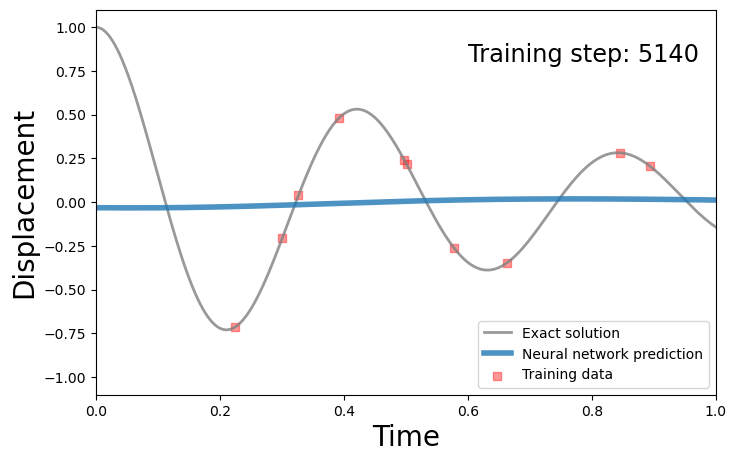 Training step: 5140
Displacement
1.00
0.75
0.50
0.25
0.00
−0.25
−0.50
−0.75
−1.00
Exact solution
Neural network prediction
Training data
0.0 0.2 0.4 0.6 0.8 1.0
Time